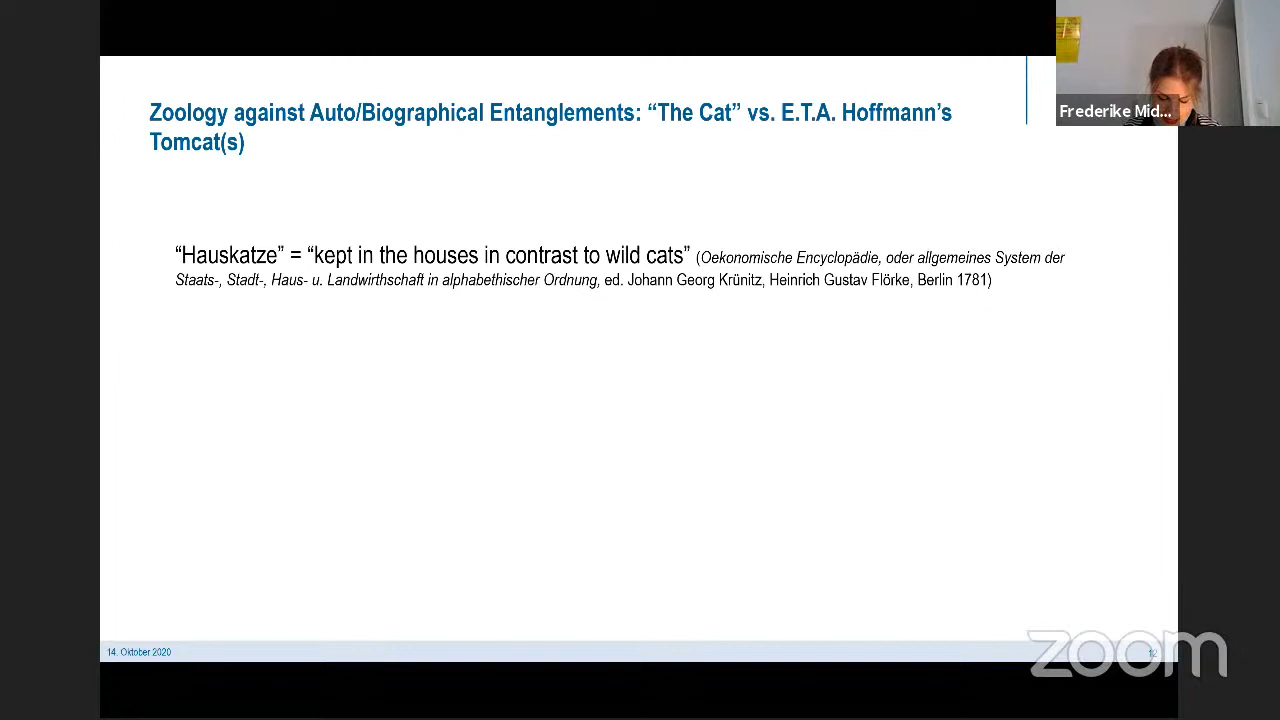 Zoology against Auto/Biographical Entanglements: “The Cat” vs. E.T.A. Hoffmann’s
Tomcat(s)
Frederike Mid...
“Hauskatze” = “kept in the houses in contrast to wild cats” (Oekonomische Encyclopädie, oder allgemeines System der
Staats-, Stadt-, Haus- u. Landwirthschaft in alphabethischer Ordnung, ed. Johann Georg Krünitz, Heinrich Gustav Flörke, Berlin 1781)
14. Oktober 2020
12
zoom